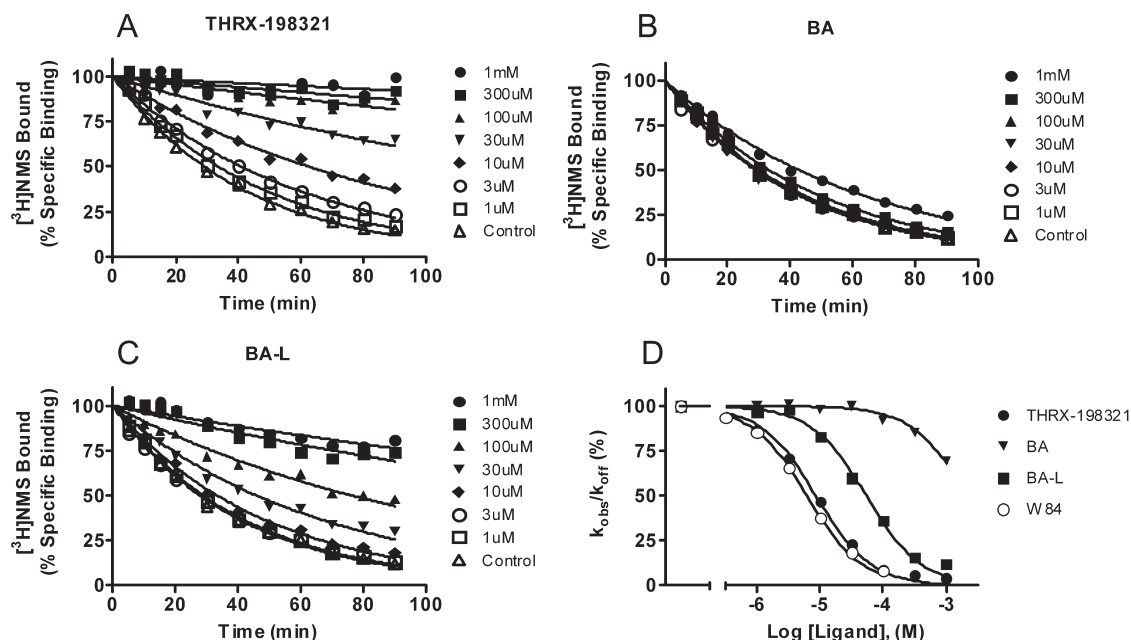 A
THRX-198321
[³H]NMS Bound
(% Specific Binding)
100
75
50
25
0
0 20 40 60 80 100
Time (min)
1mM
300uM
100uM
30uM
10uM
3uM
1uM
Control
B
BA
[³H]NMS Bound
(% Specific Binding)
100
75
50
25
0
0 20 40 60 80 100
Time (min)
1mM
300uM
100uM
30uM
10uM
3uM
1uM
Control
C
BA-L
[³H]NMS Bound
(% Specific Binding)
100
75
50
25
0
0 20 40 60 80 100
Time (min)
1mM
300uM
100uM
30uM
10uM
3uM
1uM
Control
D
kobs/koff (%)
100
75
50
25
0
-6 -5 -4 -3
Log [Ligand], (M)
THRX-198321
BA
BA-L
W84